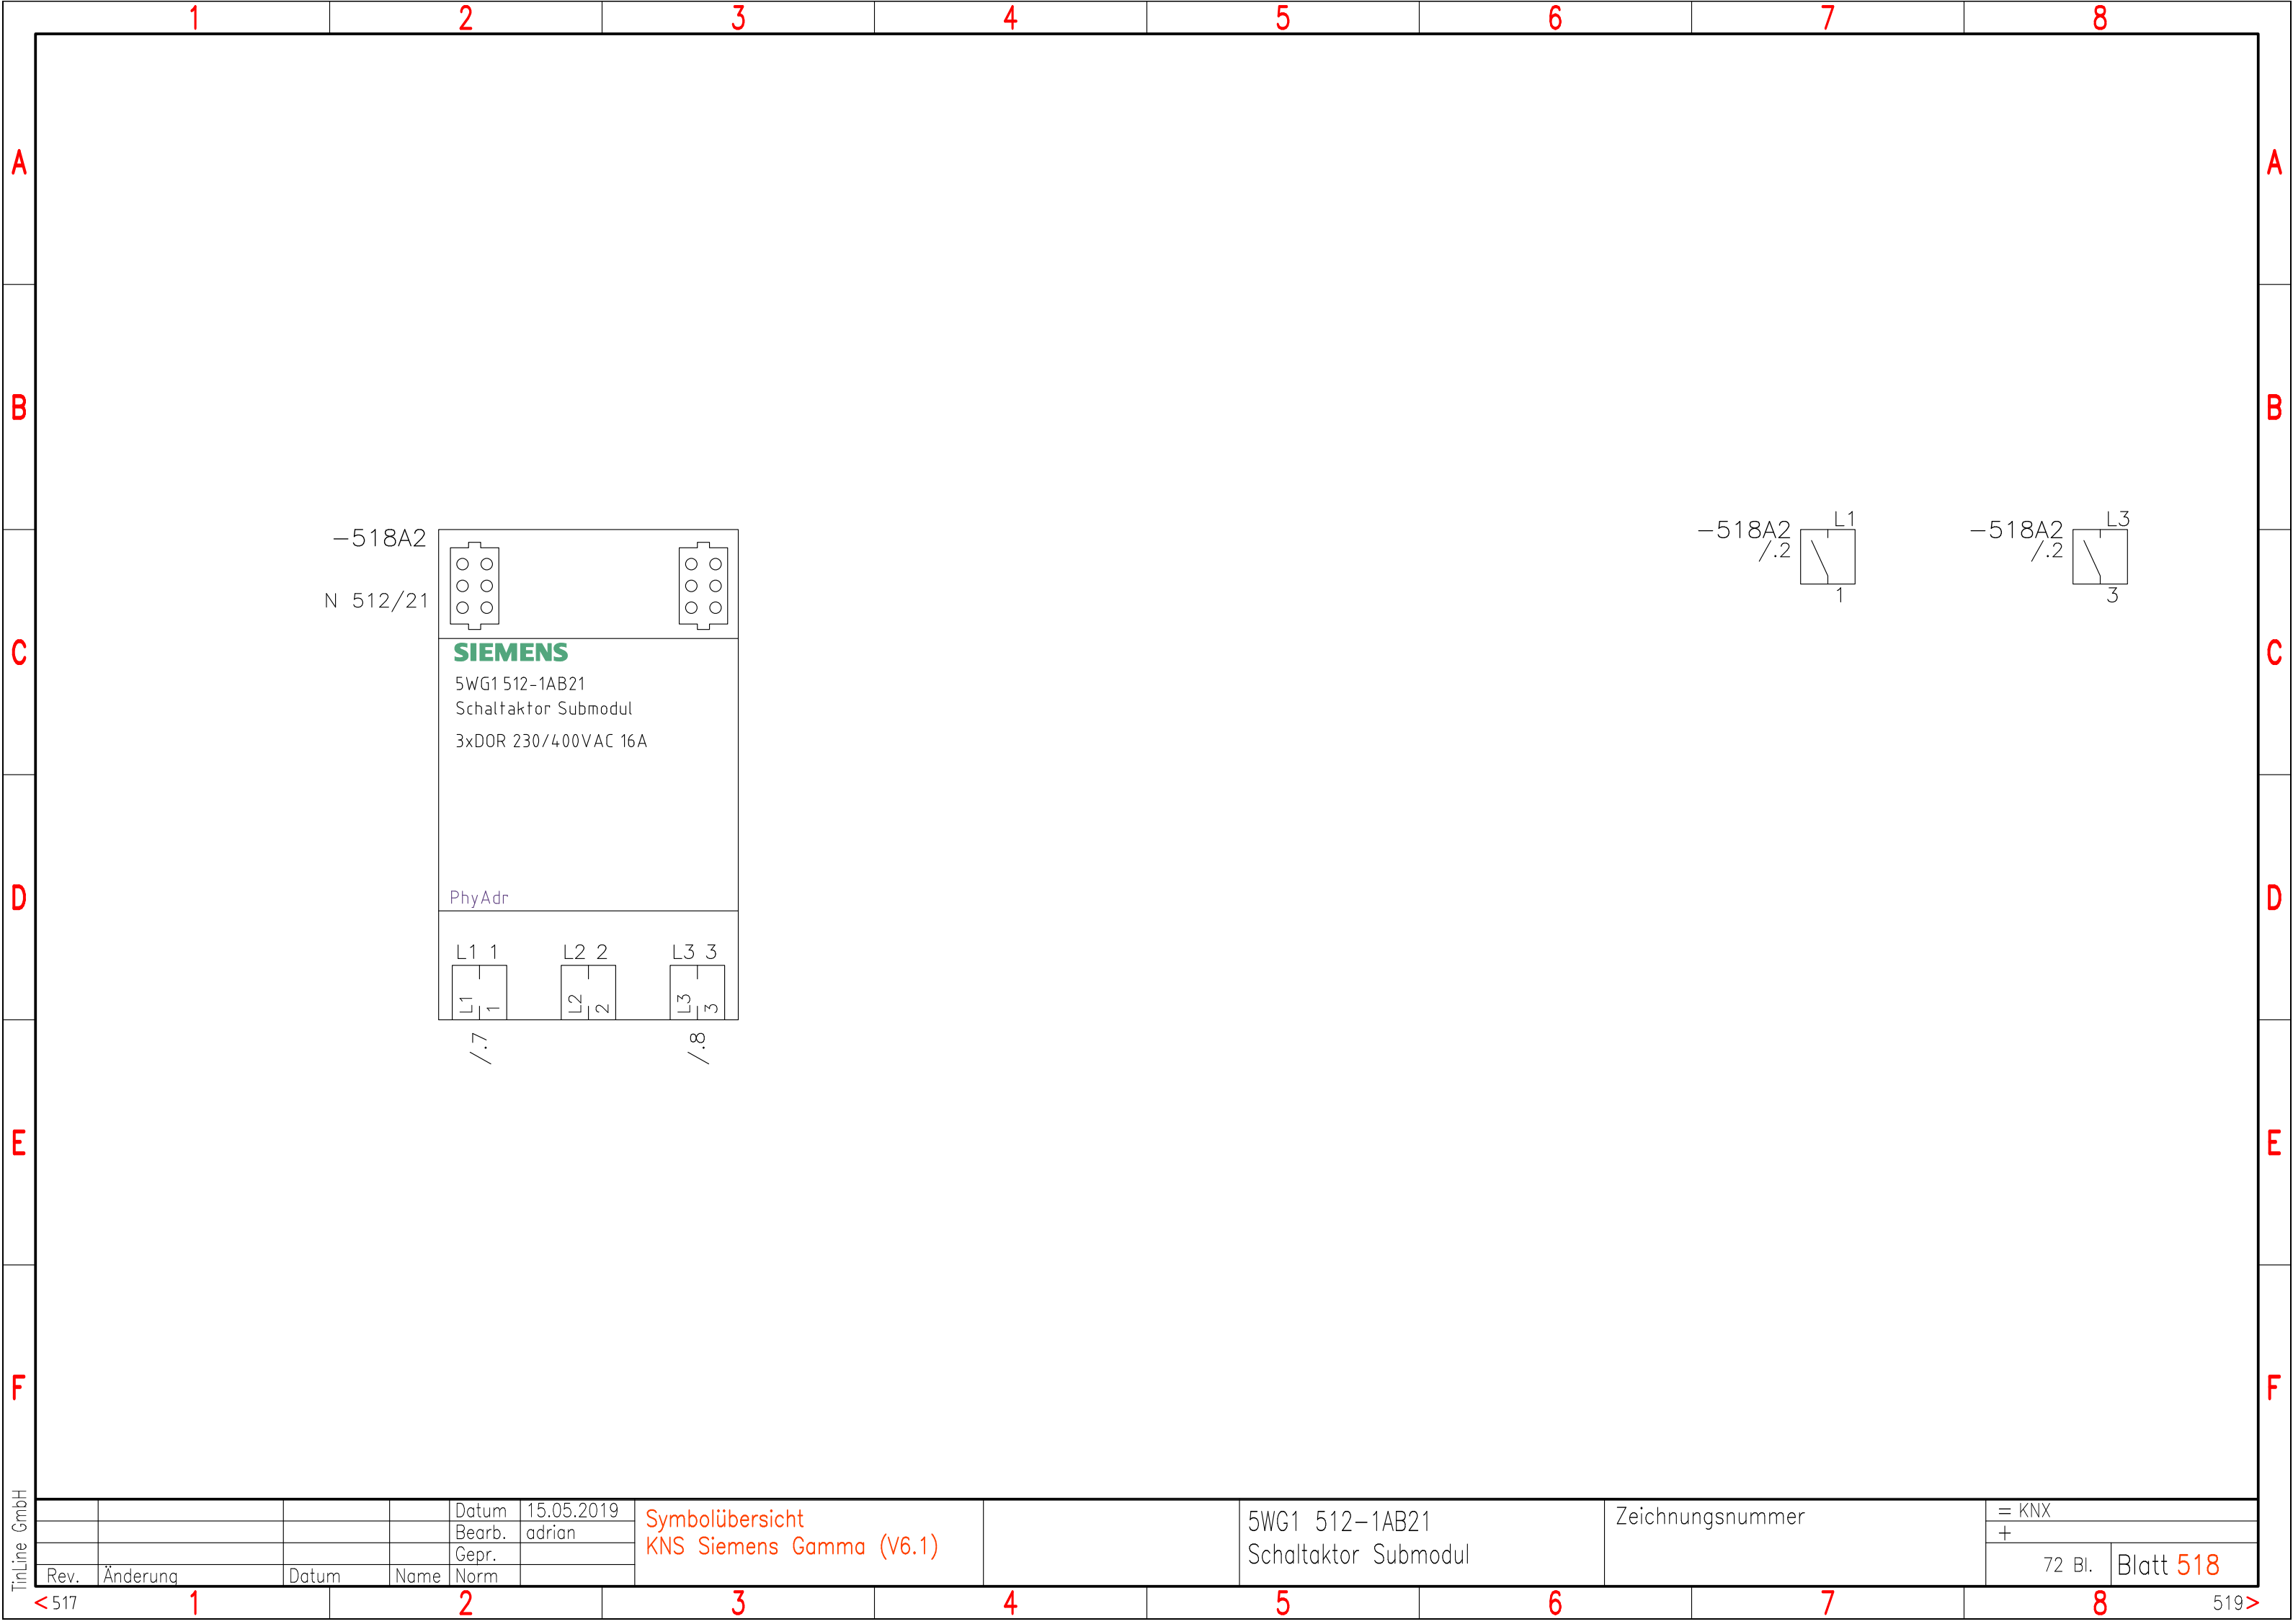 1 2 3 4 5 6 7 8
A A
B B
-518A2
N 512/21
SIEMENS
5WG1 512-1AB21
Schaltaktor Submodul
3xDOR 230/400VAC 16A
PhyAdr
L1 1 L2 2 L3 3
L1 1 L2 2 L3 3
/.7 /.8
-518A2 L1
/.2
1
-518A2 L3
/.2
3
C C
D D
E E
F F
TinLine GmbH
Datum 15.05.2019
Bearb. adrian
Gepr.
Rev. Änderung Datum Name Norm
Symbolübersicht
KNS Siemens Gamma (V6.1)
5WG1 512-1AB21
Schaltaktor Submodul
Zeichnungsnummer
= KNX
+
72 Bl. Blatt 518
< 517 1 2 3 4 5 6 7 8 519 >